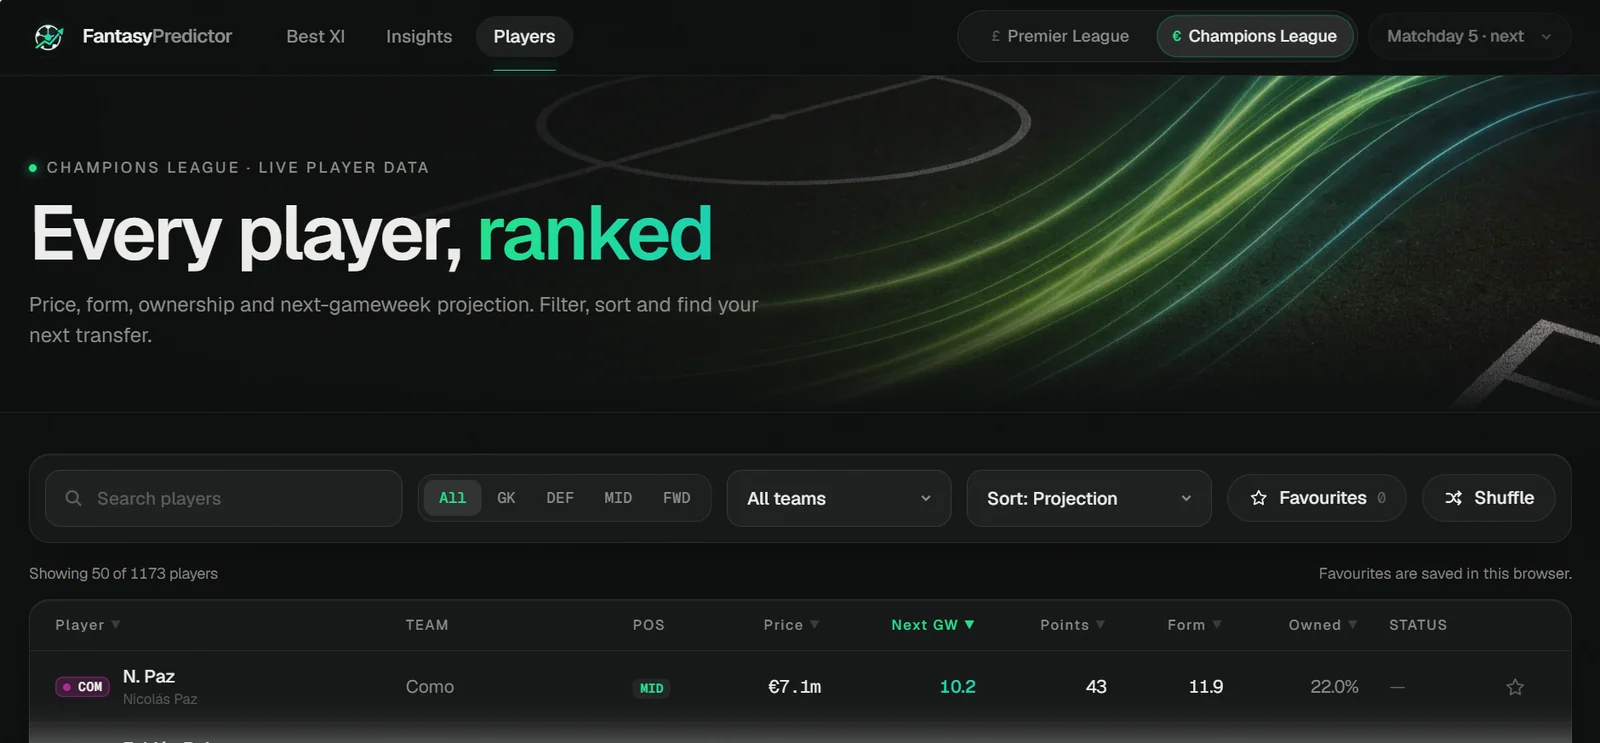 FantasyPredictor
Best XI
Insights
Players
£ Premier League
€ Champions League
Matchday 5 · next
CHAMPIONS LEAGUE · LIVE PLAYER DATA
Every player, ranked
Price, form, ownership and next-gameweek projection. Filter, sort and find your
next transfer.
Search players
All
GK
DEF
MID
FWD
All teams
Sort: Projection
Favourites 0
Shuffle
Showing 50 of 1173 players
Favourites are saved in this browser.
Player ▼
TEAM
POS
Price ▼
Next GW ▼
Points ▼
Form ▼
Owned ▼
STATUS
COM
N. Paz
Nicolás Paz
Como
MID
€7.1m
10.2
43
11.9
22.0%
—